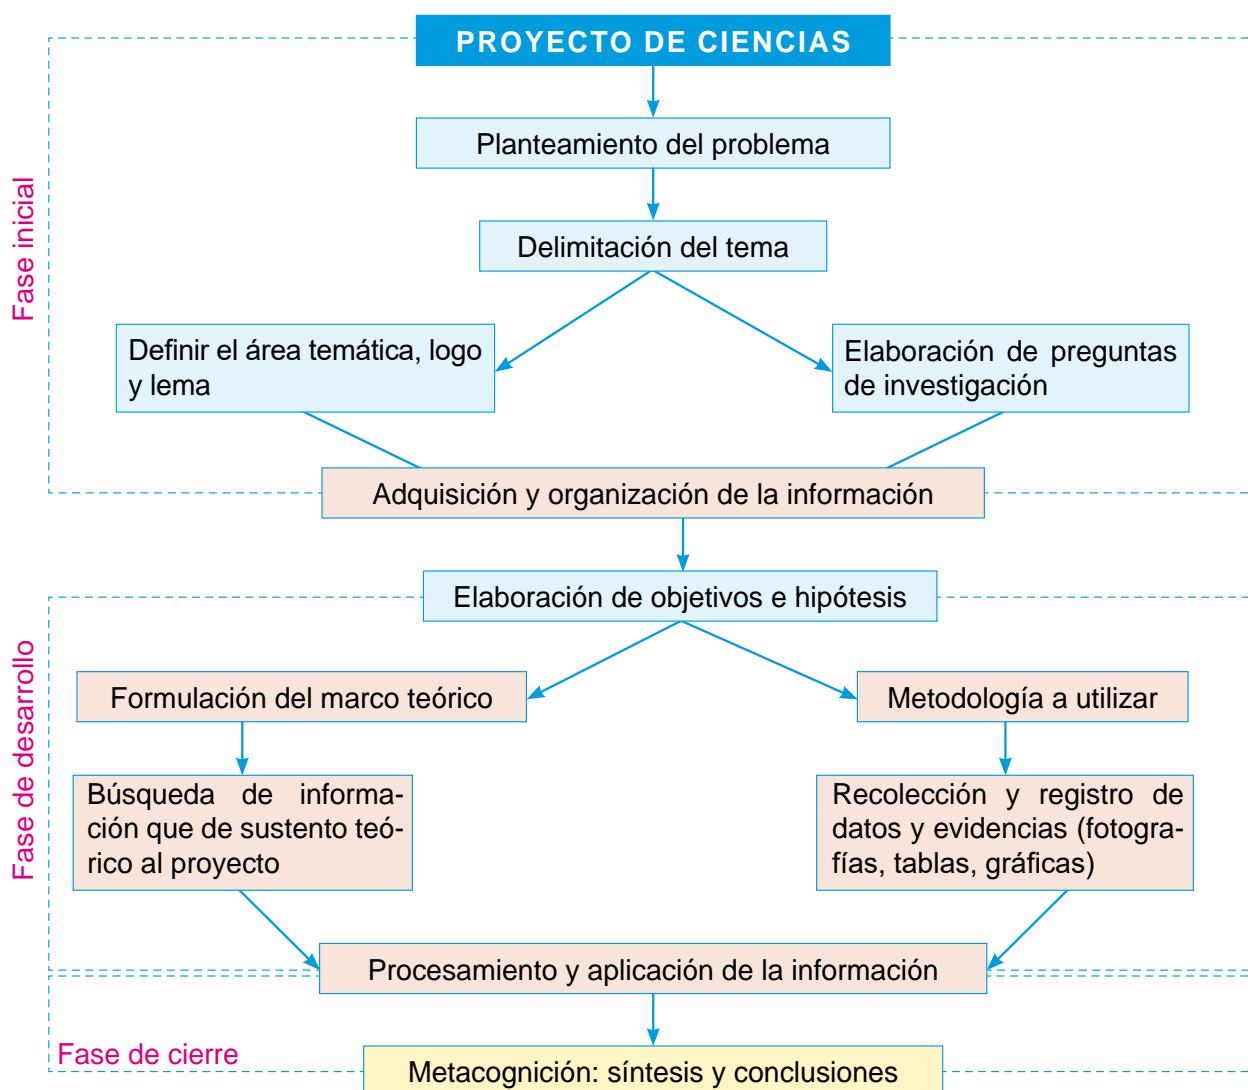 PROYECTO DE CIENCIAS
Planteamiento del problema
Delimitación del tema
Fase inicial
Definir el área temática, logo
y lema
Elaboración de preguntas
de investigación
Adquisición y organización de la información
Elaboración de objetivos e hipótesis
Fase de desarrollo
Formulación del marco teórico
Metodología a utilizar
Búsqueda de informa-
ción que de sustento teó-
rico al proyecto
Recolección y registro de
datos y evidencias (fotogra-
fías, tablas, gráficas)
Procesamiento y aplicación de la información
Fase de cierre
Metacognición: síntesis y conclusiones